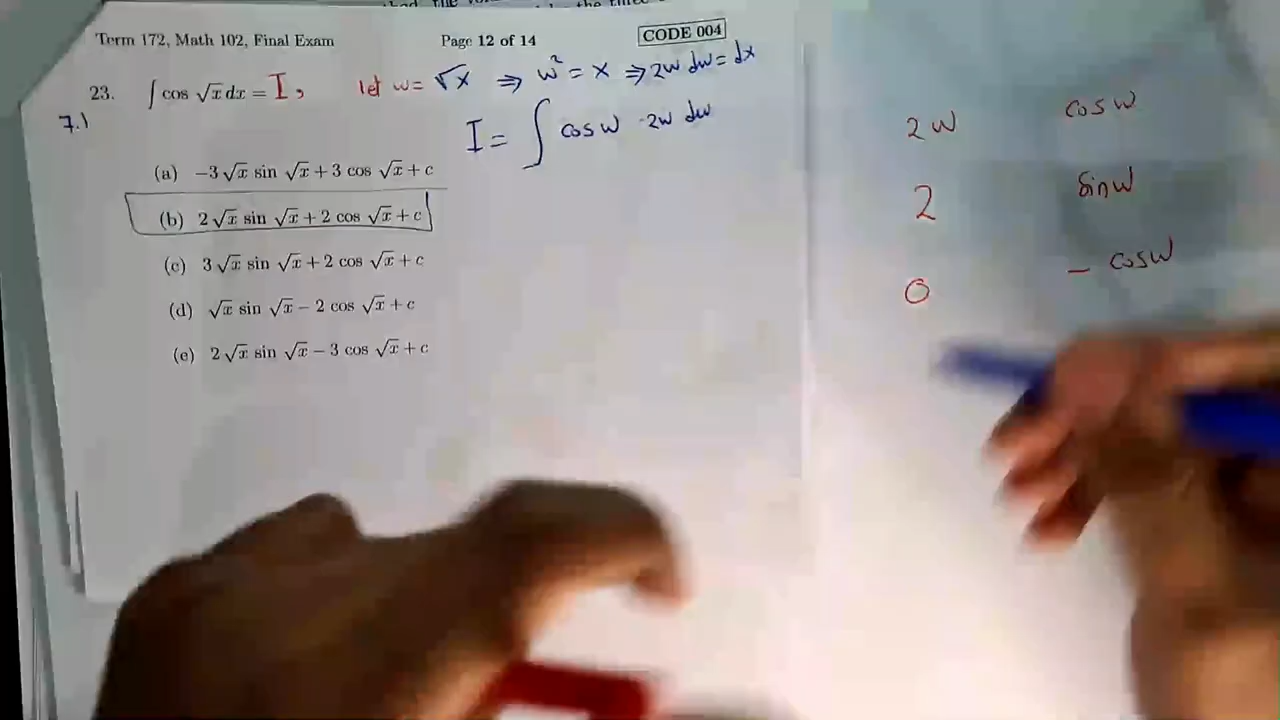 Term 172, Math 102, Final Exam Page 12 of 14 CODE 004
23. ∫ cos √x dx = I, let w = √x ⇒ w² = x ⇒ 2w dw = dx
7.1
I = ∫ cos w · 2w dw
(a) -3√x sin √x + 3 cos √x + c
(b) 2√x sin √x + 2 cos √x + c
(c) 3√x sin √x + 2 cos √x + c
(d) √x sin √x − 2 cos √x + c
(e) 2√x sin √x − 3 cos √x + c
2w cos w
2 sin w
0 − cos w